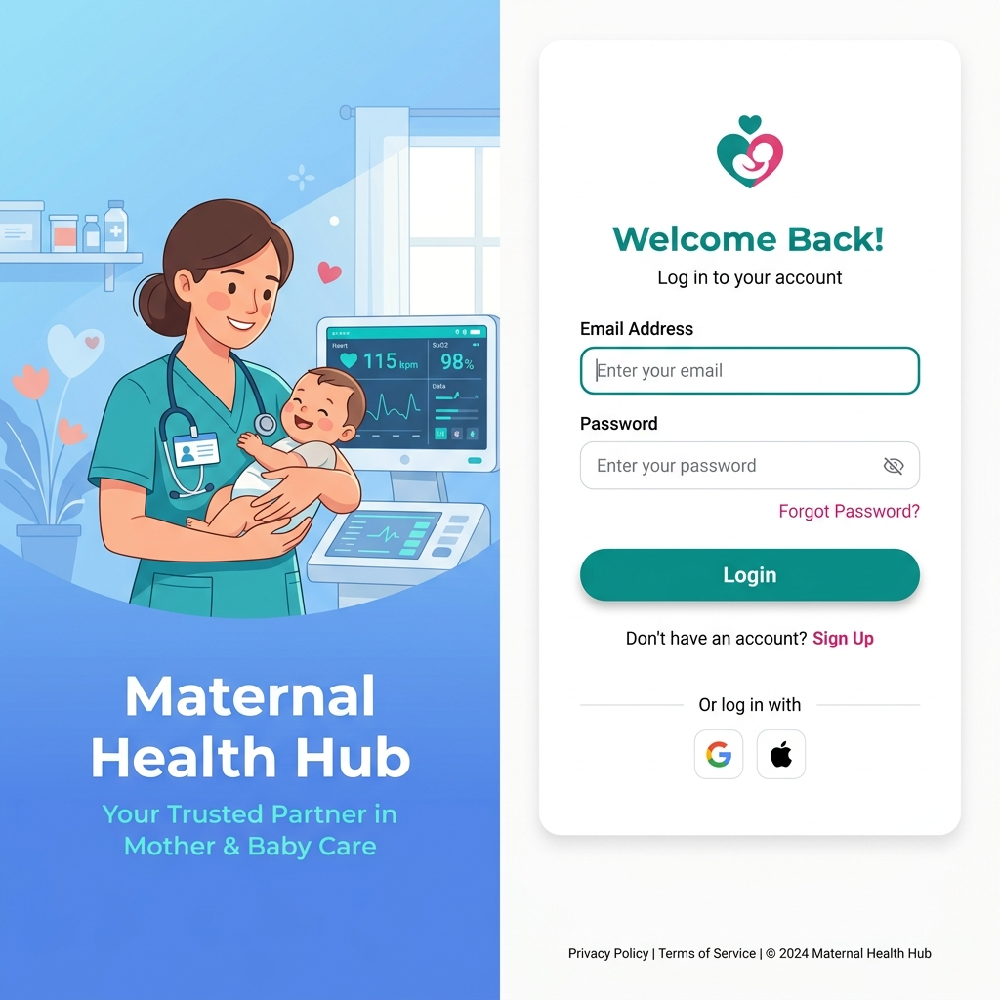 Heert
115 kpm
Sp02
98%
Data
Maternal
Health Hub
Your Trusted Partner in
Mother & Baby Care
Welcome Back!
Log in to your account
Email Address
Enter your email
Password
Enter your password
Forgot Password?
Login
Don't have an account? Sign Up
Or log in with
G
Privacy Policy | Terms of Service | © 2024 Maternal Health Hub